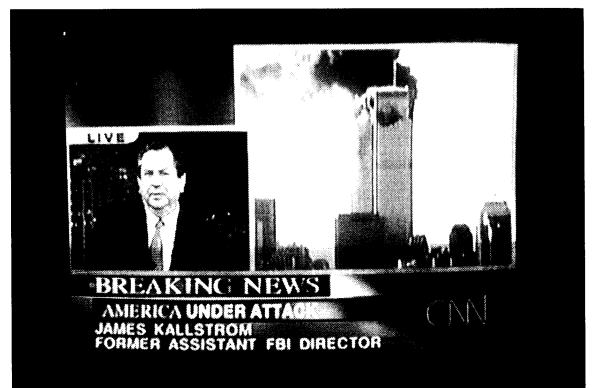 LIVE
BREAKING NEWS
AMERICA UNDER ATTACK
CNN
JAMES KALLSTROM
FORMER ASSISTANT FBI DIRECTOR